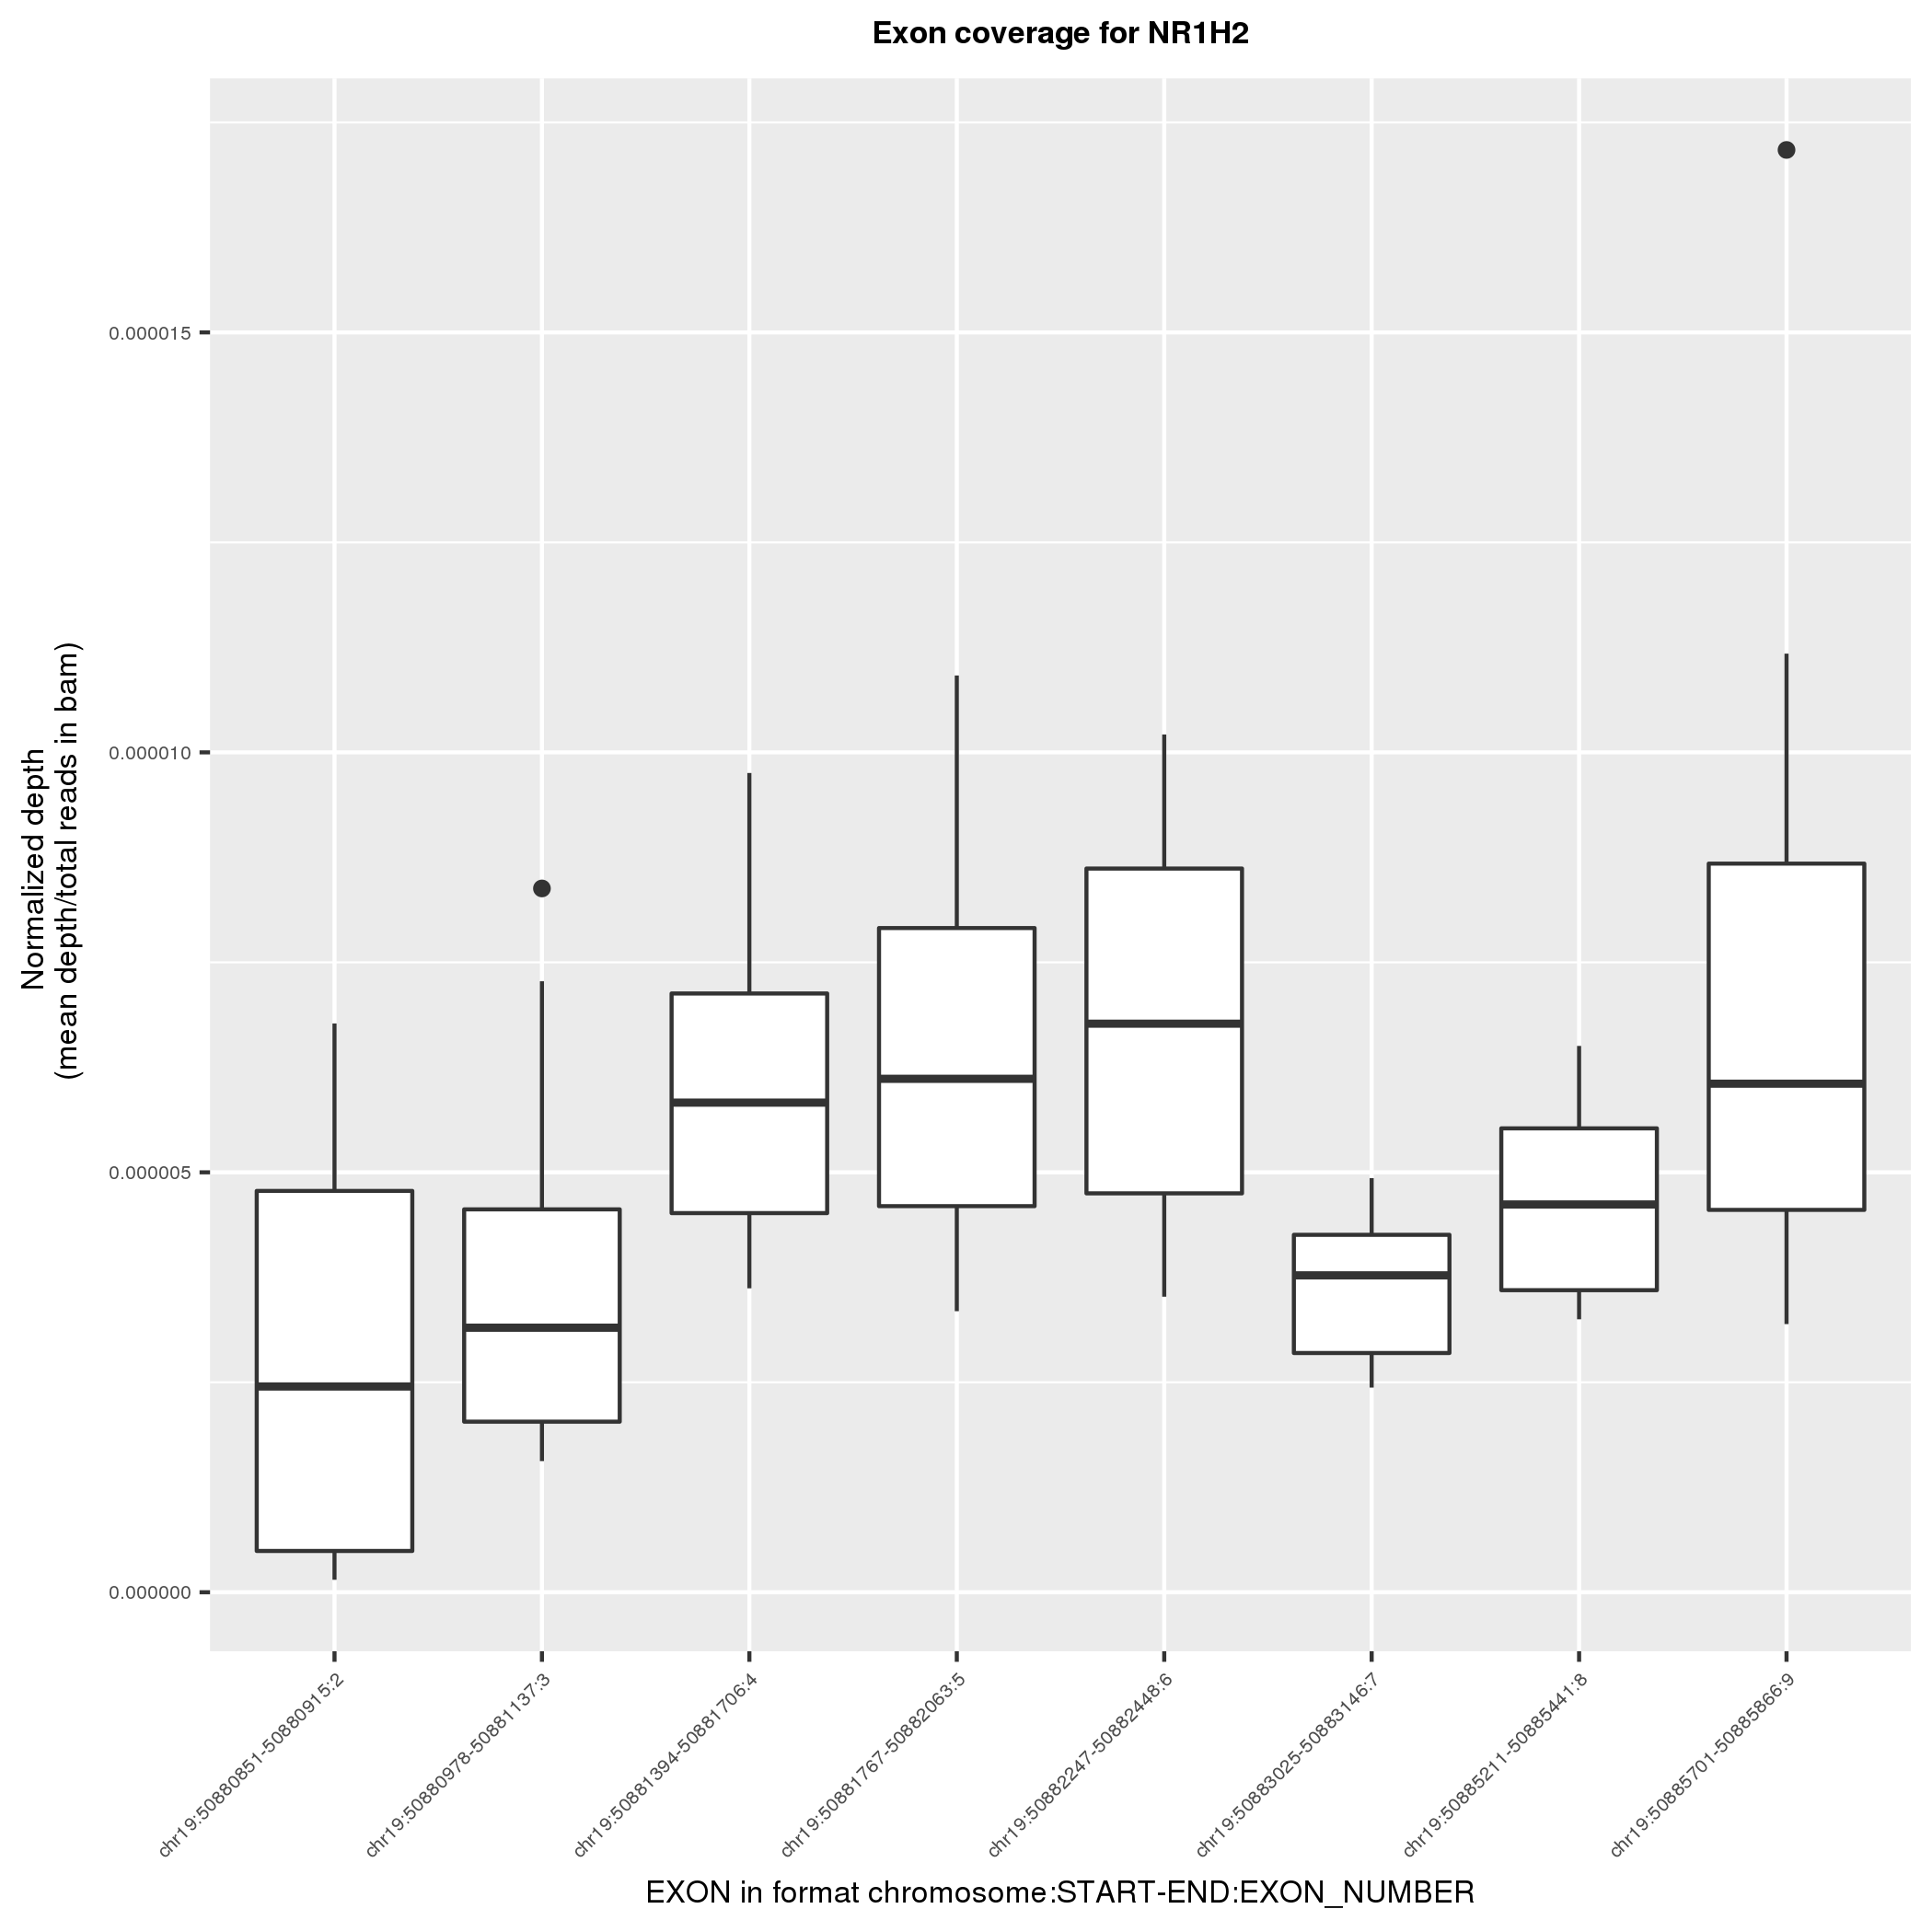 Exon coverage for NR1H2
Normalized depth
(mean depth/total reads in bam)
0.000015
0.000010
0.000005
0.000000
chr19:50880851-50880915:2
chr19:50880978-50881137:3
chr19:50881394-50881706:4
chr19:50881767-50882063:5
chr19:50882247-50882448:6
chr19:50883025-50883146:7
chr19:50885211-50885441:8
chr19:50885701-50885866:9
EXON in format chromosome:START-END:EXON_NUMBER